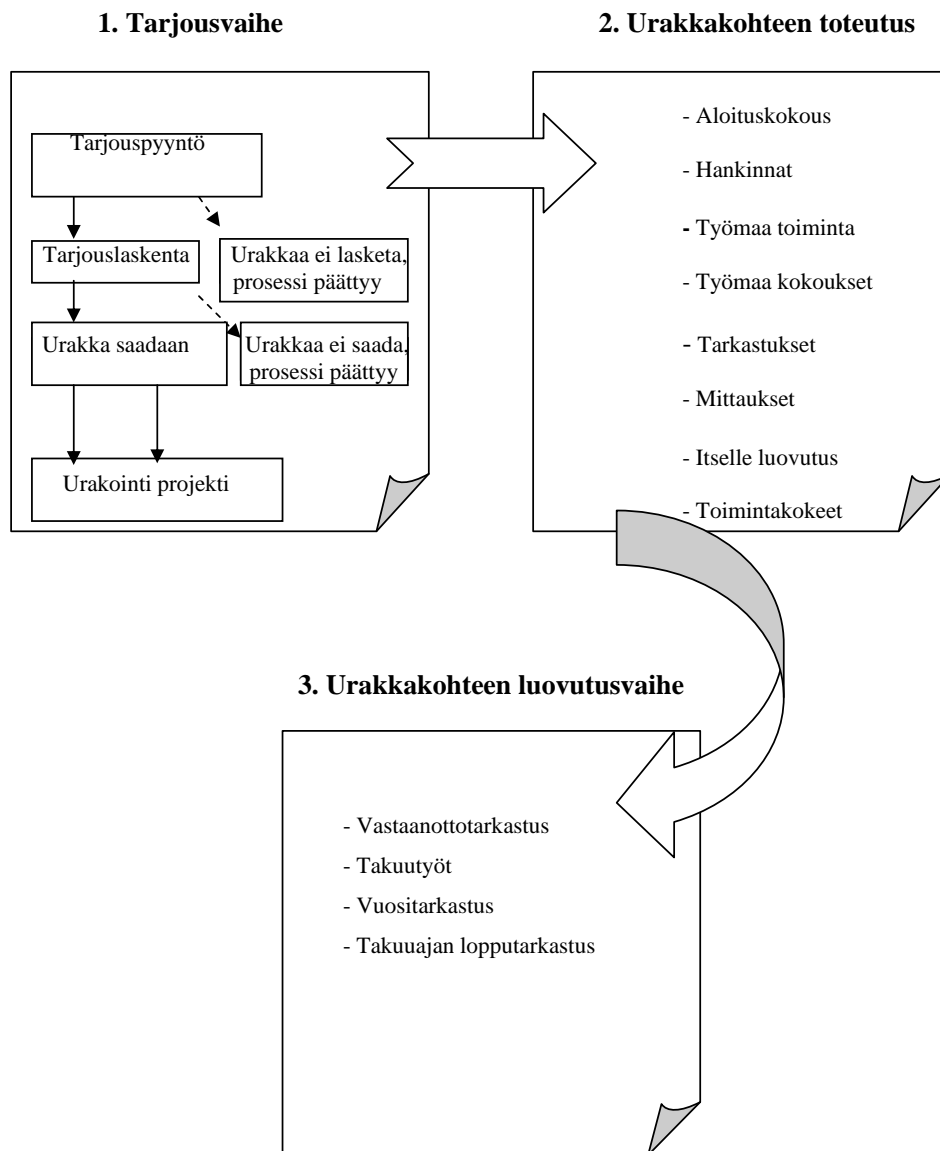 1. Tarjousvaihe
Tarjouspyyntö
Tarjouslaskenta
Urakkaa ei lasketa,
prosessi päättyy
Urakka saadaan
Urakkaa ei saada,
prosessi päättyy
Urakointi projekti
2. Urakkakohteen toteutus
- Aloituskokous
- Hankinnat
- Työmaa toiminta
- Työmaa kokoukset
- Tarkastukset
- Mittaukset
- Itselle luovutus
- Toimintakokeet
3. Urakkakohteen luovutusvaihe
- Vastaanottotarkastus
- Takuutyöt
- Vuositarkastus
- Takuuajan lopputarkastus